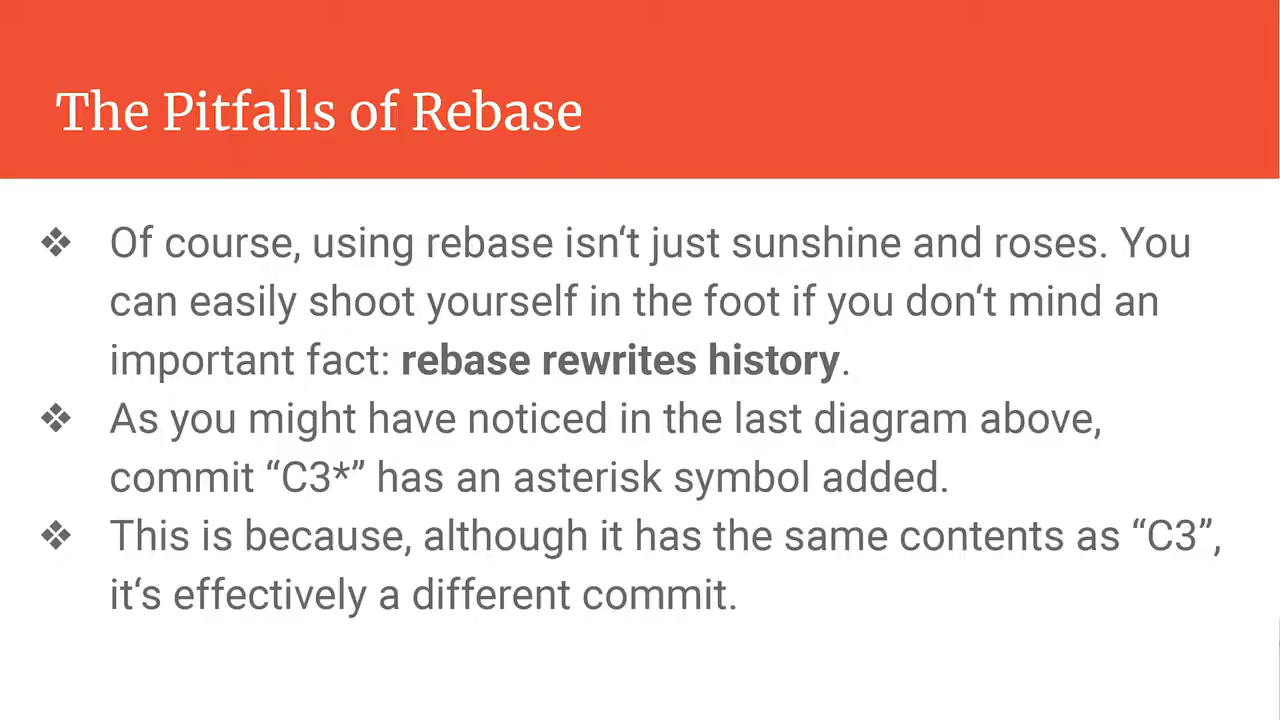 The Pitfalls of Rebase
❖ Of course, using rebase isn‘t just sunshine and roses. You
can easily shoot yourself in the foot if you don‘t mind an
important fact: rebase rewrites history.
❖ As you might have noticed in the last diagram above,
commit “C3*” has an asterisk symbol added.
❖ This is because, although it has the same contents as “C3”,
it‘s effectively a different commit.